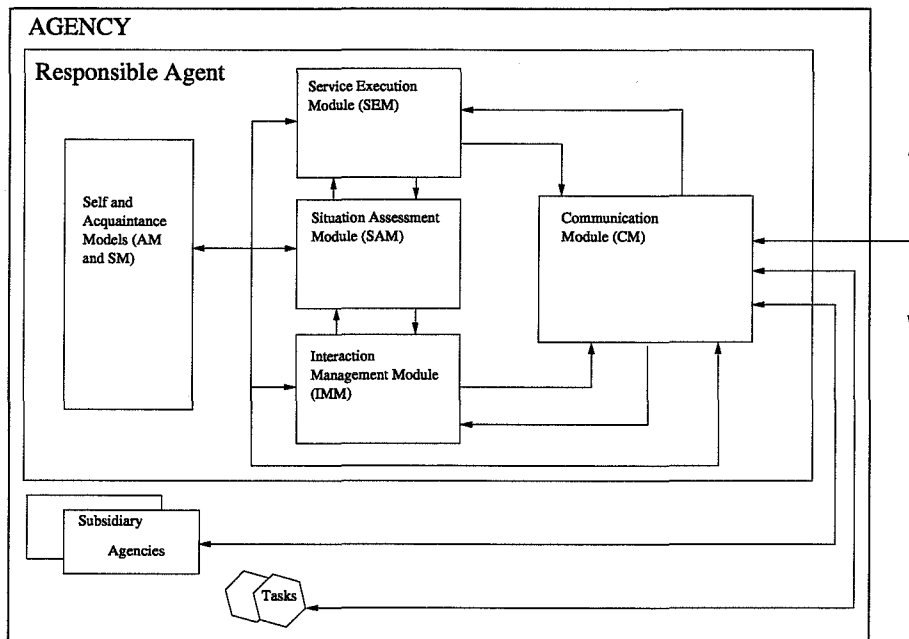 AGENCY
Responsible Agent
Service Execution
Module (SEM)
Self and
Acquaintance
Models (AM
and SM)
Situation Assessment
Module (SAM)
Communication
Module (CM)
Interaction
Management Module
(IMM)
Subsidiary
Agencies
Tasks